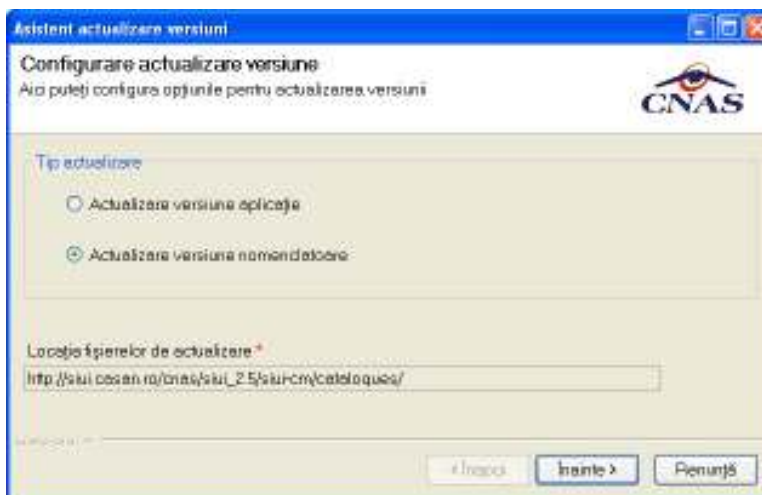 Asistent actualizare versiuni
Configurare actualizare versiune
Aici puteți configura opțiunile pentru actualizarea versiunii
CNAS
Tip actualizare
Actualizare versiune aplicație
Actualizare versiune nomenclatoare
Locația fișierelor de actualizare *
http://siui.casan.ro/cnas/siui_2.5/siui-cm/catalogues/
< Înapoi
Înainte >
Renunță